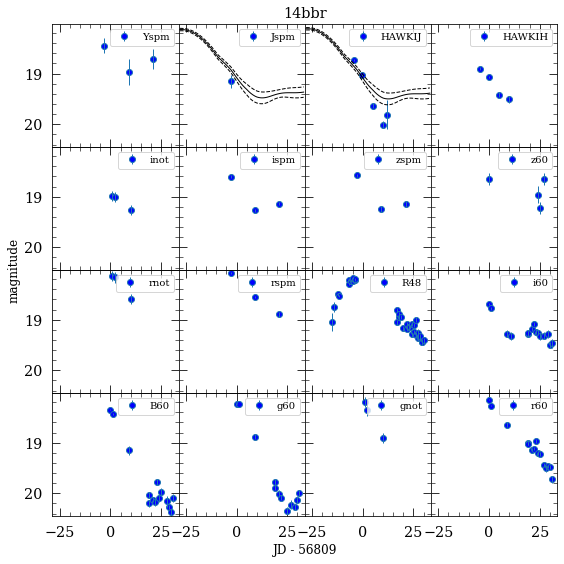 14bbr
Yspm
Jspm
HAWKIJ
HAWKIH
19
20
inot
ispm
zspm
z60
19
20
magnitude
rnot
rspm
R48
i60
19
20
B60
g60
gnot
r60
19
20
−25 0 25 −25 0 25 −25 0 25 −25 0 25
JD - 56809